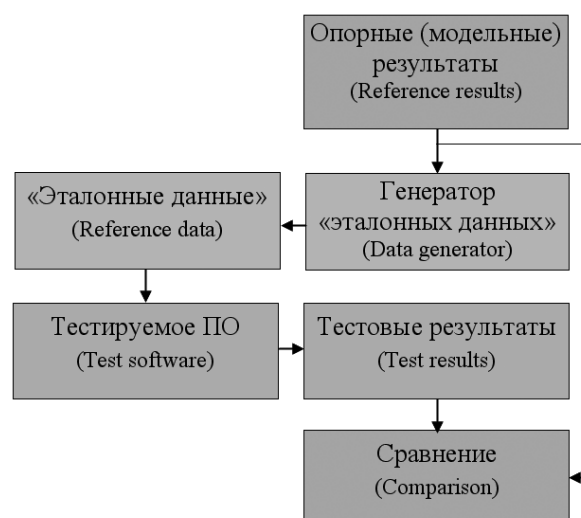 Опорные (модельные)
результаты
(Reference results)
Генератор
«эталонных данных»
(Data generator)
«Эталонные данные»
(Reference data)
Тестируемое ПО
(Test software)
Тестовые результаты
(Test results)
Сравнение
(Comparison)